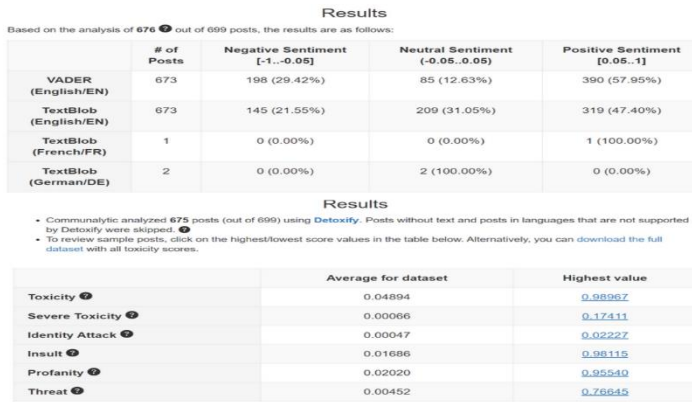 Results
Based on the analysis of 676 ? out of 699 posts, the results are as follows:
# of Posts Negative Sentiment [-1..-0.05] Neutral Sentiment (-0.05..0.05) Positive Sentiment [0.05..1]
VADER (English/EN) 673 198 (29.42%) 85 (12.63%) 390 (57.95%)
TextBlob (English/EN) 673 145 (21.55%) 209 (31.05%) 319 (47.40%)
TextBlob (French/FR) 1 0 (0.00%) 0 (0.00%) 1 (100.00%)
TextBlob (German/DE) 2 0 (0.00%) 2 (100.00%) 0 (0.00%)
Results
• Communalytic analyzed 675 posts (out of 699) using Detoxify. Posts without text and posts in languages that are not supported
by Detoxify were skipped. ?
• To review sample posts, click on the highest/lowest score values in the table below. Alternatively, you can download the full
dataset with all toxicity scores.
Average for dataset Highest value
Toxicity ? 0.04894 0.98967
Severe Toxicity ? 0.00066 0.17411
Identity Attack ? 0.00047 0.02227
Insult ? 0.01686 0.98115
Profanity ? 0.02020 0.95540
Threat ? 0.00452 0.76645